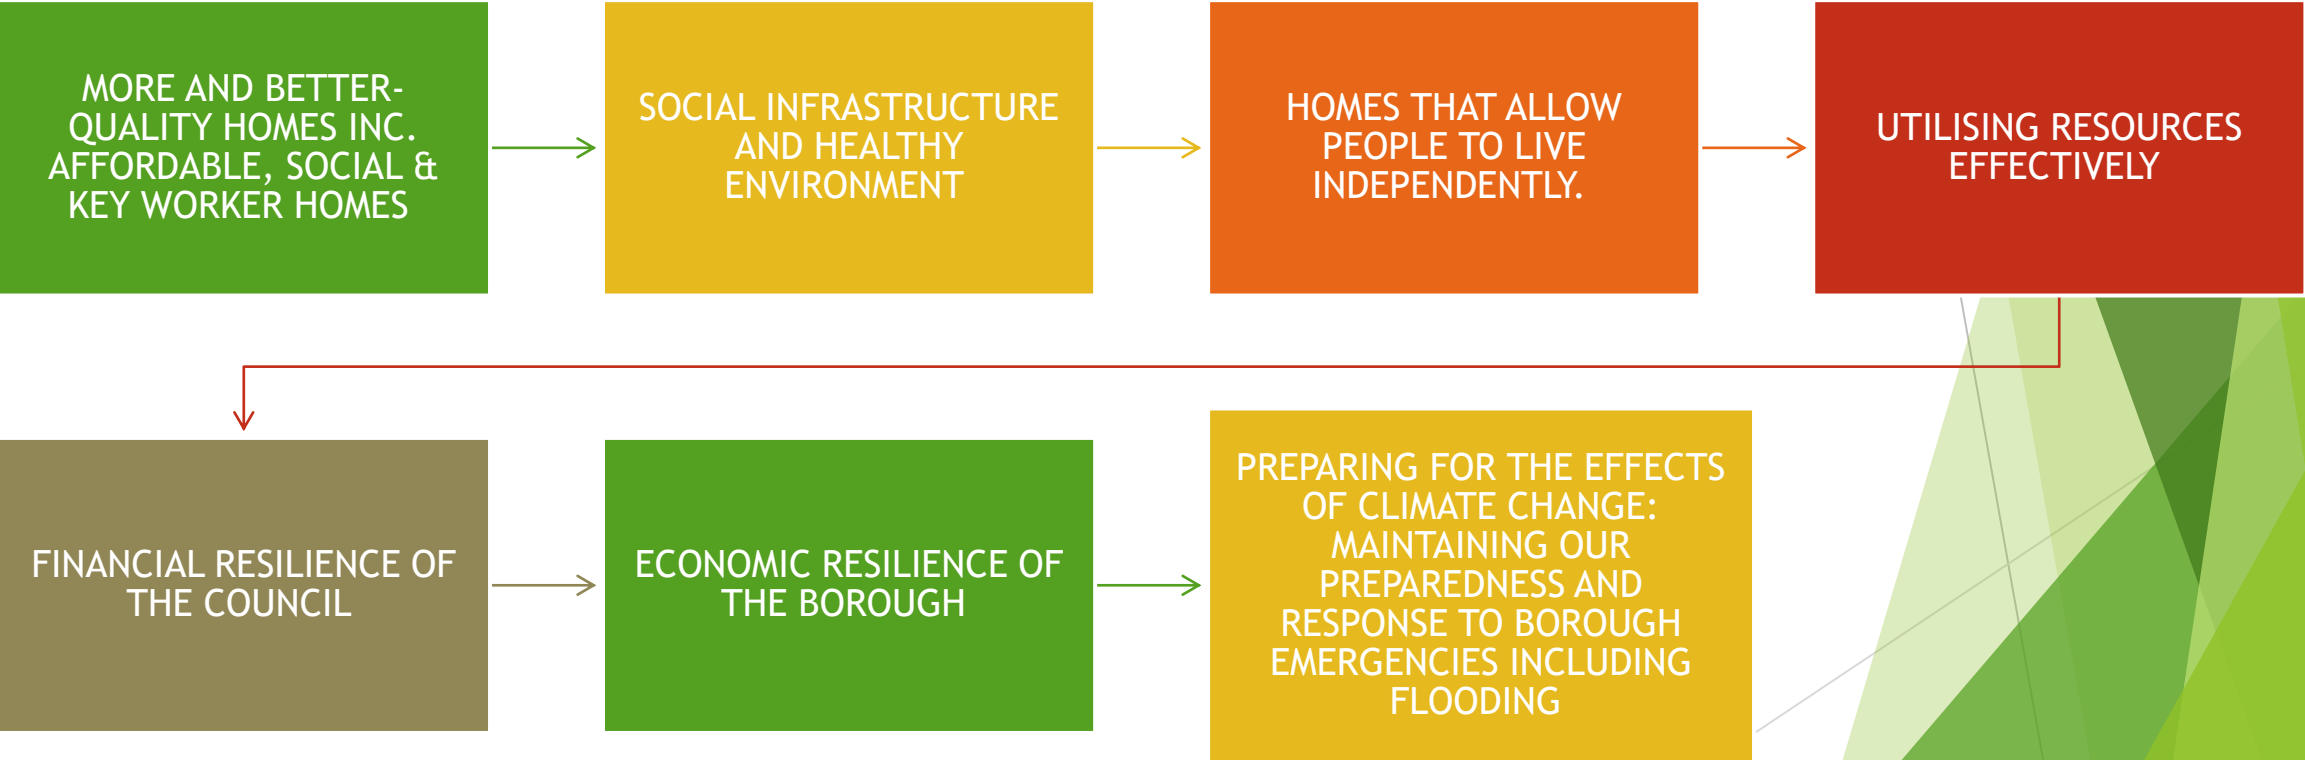 MORE AND BETTER-
QUALITY HOMES INC.
AFFORDABLE, SOCIAL &
KEY WORKER HOMES
SOCIAL INFRASTRUCTURE
AND HEALTHY
ENVIRONMENT
HOMES THAT ALLOW
PEOPLE TO LIVE
INDEPENDENTLY.
UTILISING RESOURCES
EFFECTIVELY
FINANCIAL RESILIENCE OF
THE COUNCIL
ECONOMIC RESILIENCE OF
THE BOROUGH
PREPARING FOR THE EFFECTS
OF CLIMATE CHANGE:
MAINTAINING OUR
PREPAREDNESS AND
RESPONSE TO BOROUGH
EMERGENCIES INCLUDING
FLOODING